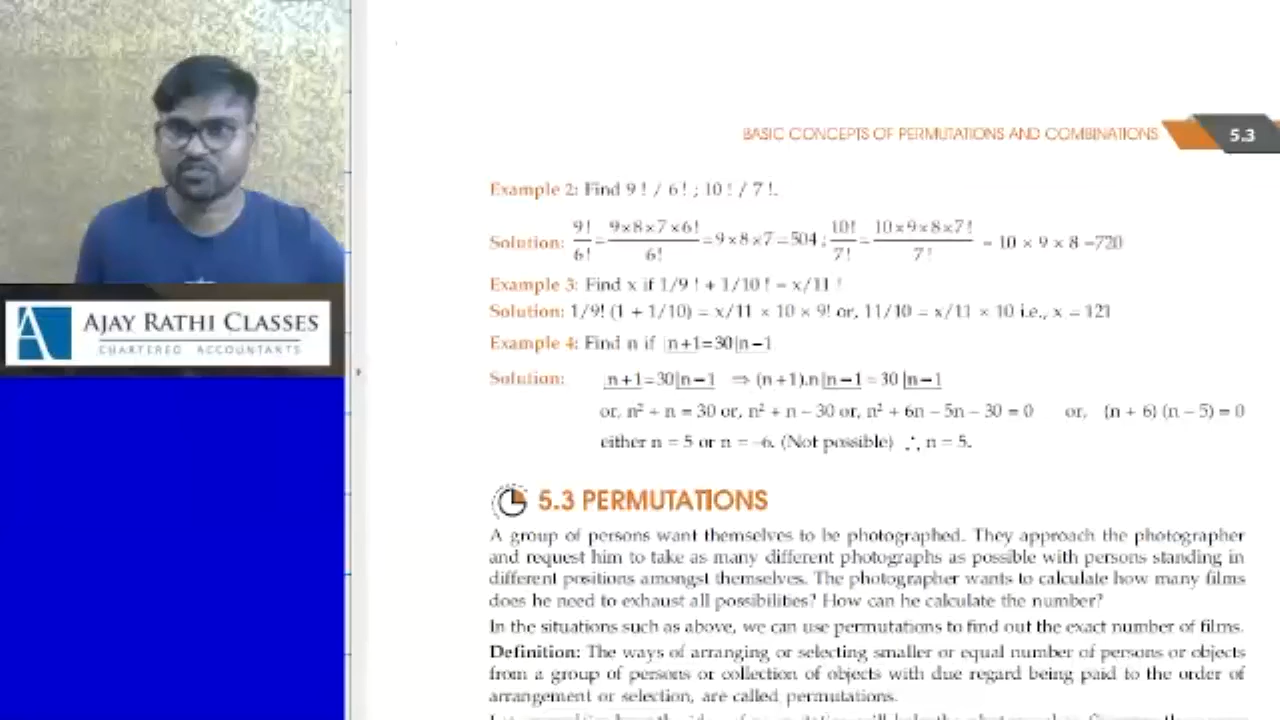 AJAY RATHI CLASSES
CHARTERED ACCOUNTANTS
BASIC CONCEPTS OF PERMUTATIONS AND COMBINATIONS 5.3
Example 2: Find 9 ! / 6 ! ; 10 ! / 7 !.
Solution: 9!/6! = 9×8×7×6!/6! = 9×8×7=504 ; 10!/7! = 10×9×8×7!/7! = 10 × 9 × 8 =720
Example 3: Find x if 1/9 ! + 1/10 ! = x/11 !
Solution: 1/9! (1 + 1/10) = x/11 × 10 × 9! or, 11/10 = x/11 × 10 i.e., x = 121
Example 4: Find n if |n+1=30|n−1
Solution: |n+1=30|n−1 ⇒ (n+1).n|n−1 = 30 |n−1
or, n² + n = 30 or, n² + n − 30 or, n² + 6n − 5n − 30 = 0 or, (n + 6) (n − 5) = 0
either n = 5 or n = −6. (Not possible) ∴ n = 5.
5.3 PERMUTATIONS
A group of persons want themselves to be photographed. They approach the photographer
and request him to take as many different photographs as possible with persons standing in
different positions amongst themselves. The photographer wants to calculate how many films
does he need to exhaust all possibilities? How can he calculate the number?
In the situations such as above, we can use permutations to find out the exact number of films.
Definition: The ways of arranging or selecting smaller or equal number of persons or objects
from a group of persons or collection of objects with due regard being paid to the order of
arrangement or selection, are called permutations.